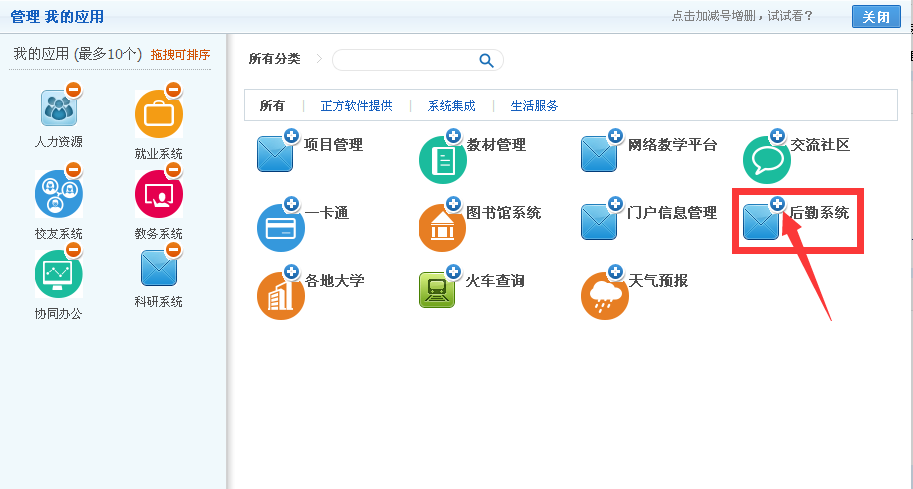 管理 我的应用
点击加减号增删，试试看？
关闭
我的应用 (最多10个) 拖拽可排序
人力资源
就业系统
校友系统
教务系统
协同办公
科研系统
所有分类
所有 正方软件提供 系统集成 生活服务
项目管理 教材管理 网络教学平台 交流社区
一卡通 图书馆系统 门户信息管理 后勤系统
各地大学 火车查询 天气预报